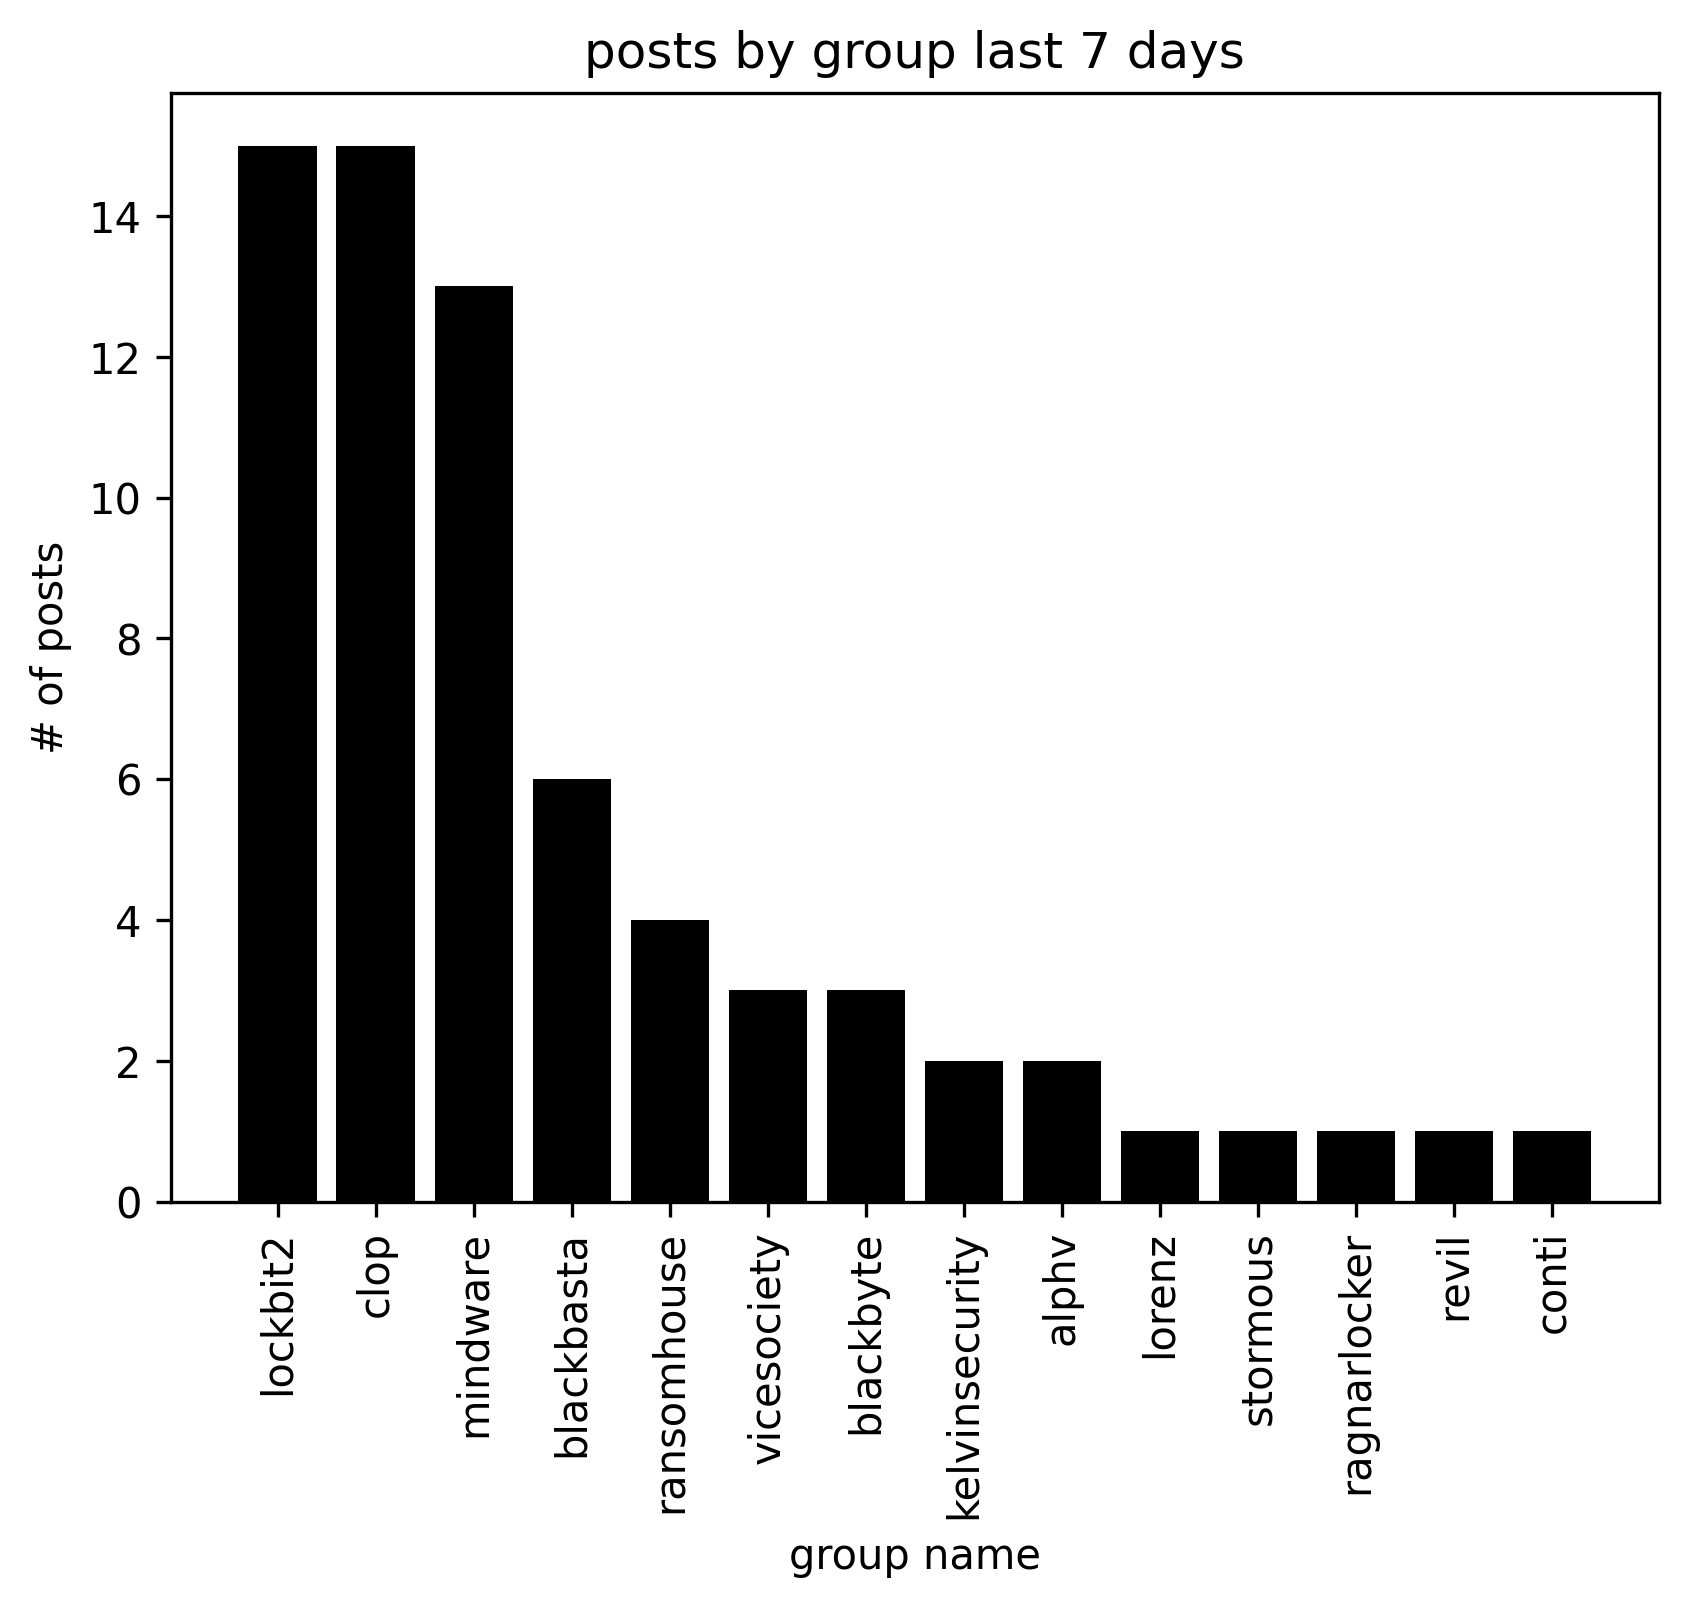 posts by group last 7 days
# of posts
14
12
10
8
6
4
2
0
lockbit2
clop
mindware
blackbasta
ransomhouse
vicesociety
blackbyte
kelvinsecurity
alphv
lorenz
stormous
ragnarlocker
revil
conti
group name